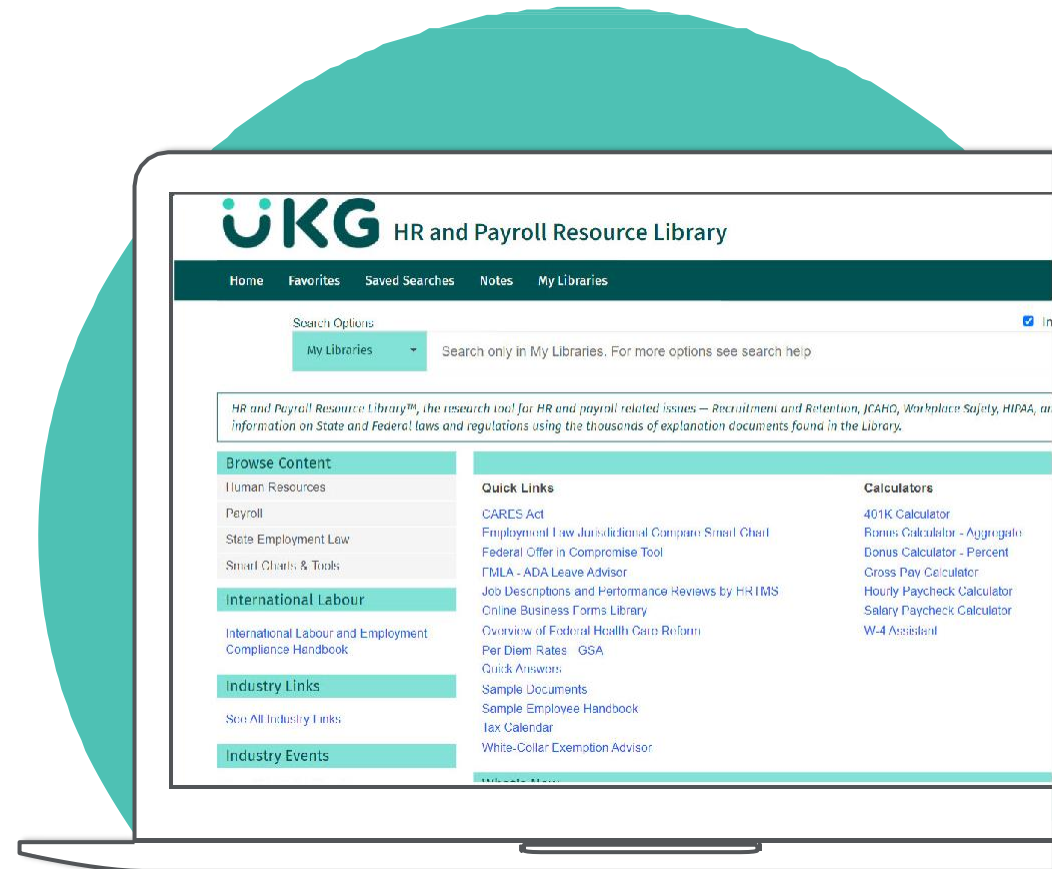 UKG HR and Payroll Resource Library
Home Favorites Saved Searches Notes My Libraries
Search Options
My Libraries Search only in My Libraries. For more options see search help
HR and Payroll Resource Library™, the research tool for HR and payroll related issues — Recruitment and Retention, JCAHO, Workplace Safety, HIPAA,
information on State and Federal laws and regulations using the thousands of explanation documents found in the Library.
Browse Content
Human Resources
Payroll
State Employment Law
Smart Charts & Tools
International Labour
International Labour and Employment
Compliance Handbook
Industry Links
See All Industry Links
Industry Events
Quick Links
CARES Act
Employment Law Jurisdictional Compare Smart Chart
Federal Offer in Compromise Tool
FMLA - ADA Leave Advisor
Job Descriptions and Performance Reviews by HRTMS
Online Business Forms Library
Overview of Federal Health Care Reform
Per Diem Rates - GSA
Quick Answers
Sample Documents
Sample Employee Handbook
Tax Calendar
White-Collar Exemption Advisor
What's New
Calculators
401K Calculator
Bonus Calculator - Aggregate
Bonus Calculator - Percent
Gross Pay Calculator
Hourly Paycheck Calculator
Salary Paycheck Calculator
W-4 Assistant